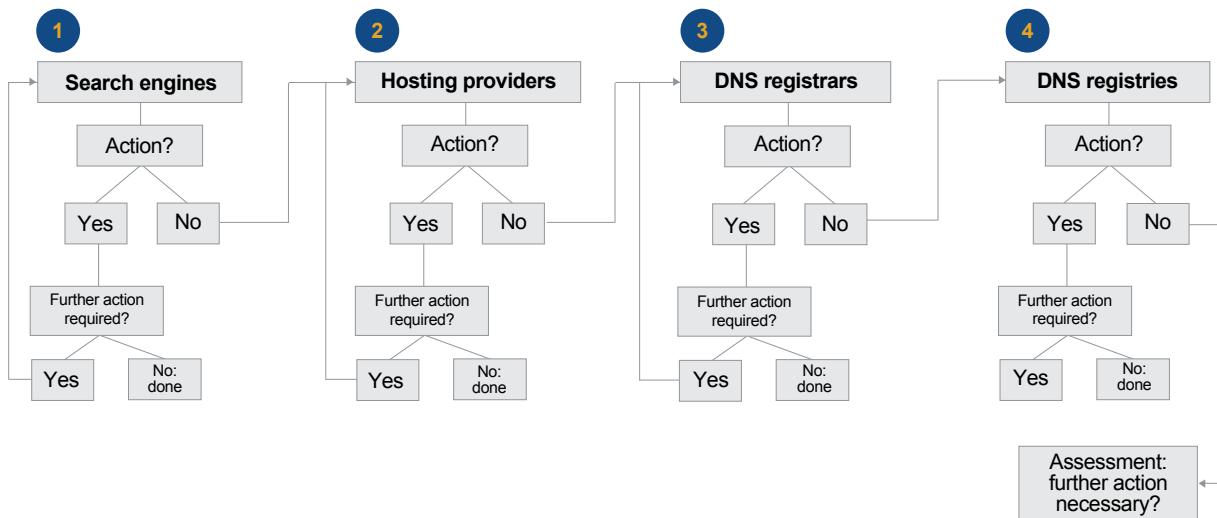 1
Search engines
Action?
Yes
No
Further action
required?
Yes
No:
done
2
Hosting providers
Action?
Yes
No
Further action
required?
Yes
No:
done
3
DNS registrars
Action?
Yes
No
Further action
required?
Yes
No:
done
4
DNS registries
Action?
Yes
No
Further action
required?
Yes
No:
done
Assessment:
further action
necessary?